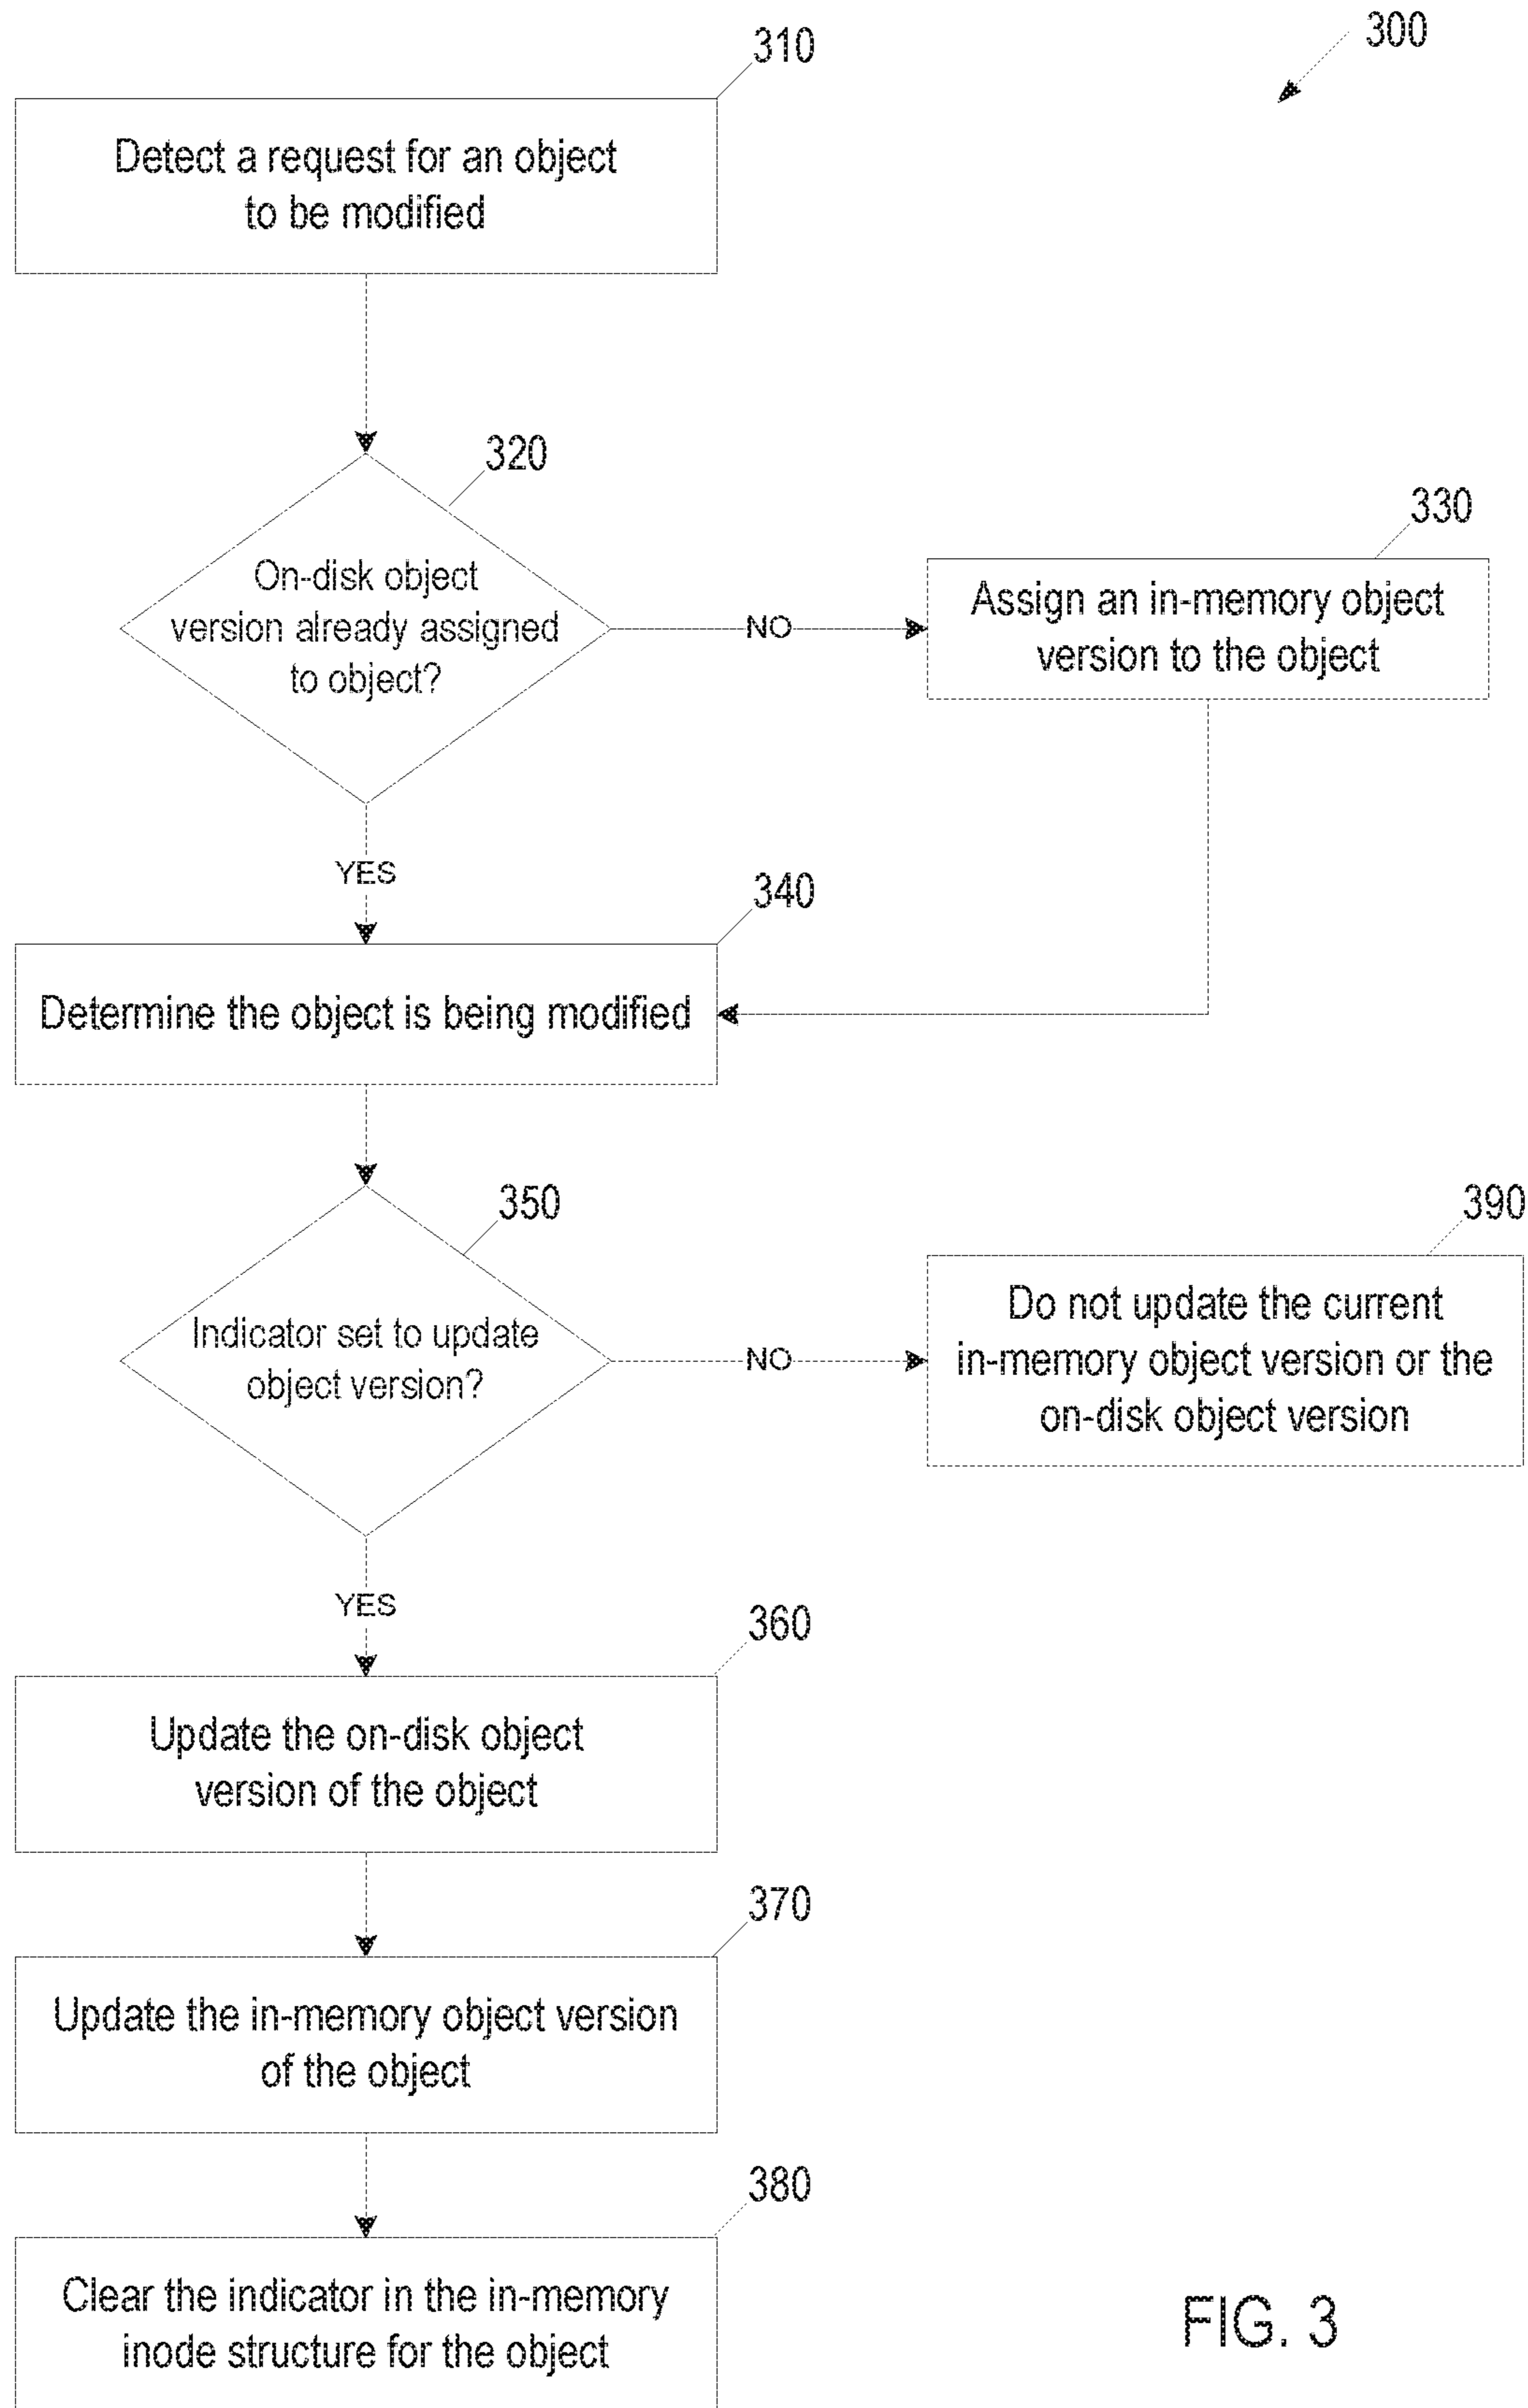 300
310
Detect a request for an object
to be modified
320
On-disk object
version already assigned
to object?
NO
330
Assign an in-memory object
version to the object
YES
340
Determine the object is being modified
350
Indicator set to update
object version?
NO
390
Do not update the current
in-memory object version or the
on-disk object version
YES
360
Update the on-disk object
version of the object
370
Update the in-memory object version
of the object
380
Clear the indicator in the in-memory
inode structure for the object
FIG. 3